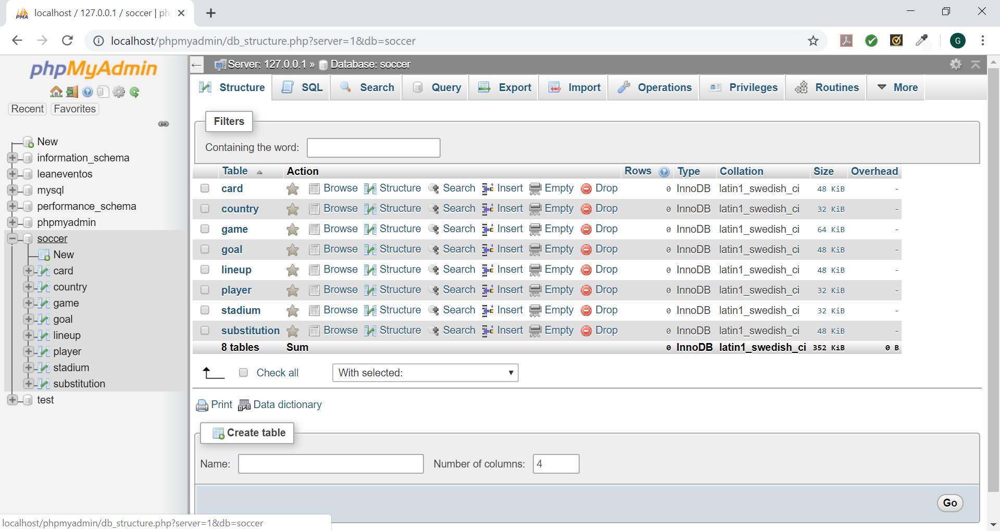 localhost / 127.0.0.1 / soccer | ph
localhost/phpmyadmin/db_structure.php?server=1&db=soccer
G
phpMyAdmin
Recent Favorites
New
information_schema
leaneventos
mysql
performance_schema
phpmyadmin
soccer
New
card
country
game
goal
lineup
player
stadium
substitution
test
Server: 127.0.0.1 » Database: soccer
Structure SQL Search Query Export Import Operations Privileges Routines More
Filters
Containing the word:
Table Action Rows Type Collation Size Overhead
card Browse Structure Search Insert Empty Drop 0 InnoDB latin1_swedish_ci 48 KiB -
country Browse Structure Search Insert Empty Drop 0 InnoDB latin1_swedish_ci 32 KiB -
game Browse Structure Search Insert Empty Drop 0 InnoDB latin1_swedish_ci 64 KiB -
goal Browse Structure Search Insert Empty Drop 0 InnoDB latin1_swedish_ci 48 KiB -
lineup Browse Structure Search Insert Empty Drop 0 InnoDB latin1_swedish_ci 48 KiB -
player Browse Structure Search Insert Empty Drop 0 InnoDB latin1_swedish_ci 32 KiB -
stadium Browse Structure Search Insert Empty Drop 0 InnoDB latin1_swedish_ci 32 KiB -
substitution Browse Structure Search Insert Empty Drop 0 InnoDB latin1_swedish_ci 48 KiB -
8 tables Sum 0 InnoDB latin1_swedish_ci 352 KiB 0 B
Check all With selected:
Print Data dictionary
Create table
Name: Number of columns: 4
Go
localhost/phpmyadmin/db_structure.php?server=1&db=soccer